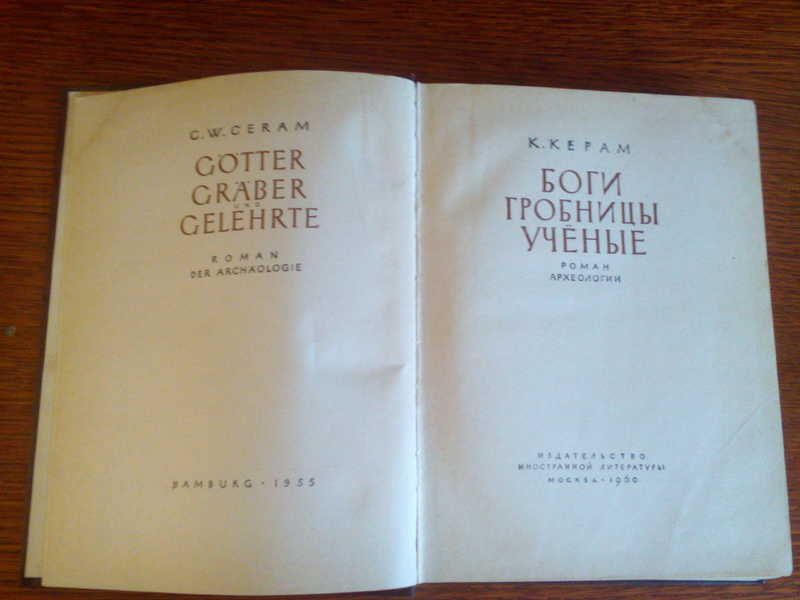 C.W.CERAM
GÖTTER
GRÄBER
UND
GELEHRTE
ROMAN
DER ARCHÄOLOGIE
HAMBURG · 1955
К. КЕРАМ
БОГИ
ГРОБНИЦЫ
УЧЁНЫЕ
РОМАН
АРХЕОЛОГИИ
ИЗДАТЕЛЬСТВО
ИНОСТРАННОЙ ЛИТЕРАТУРЫ
МОСКВА · 1960